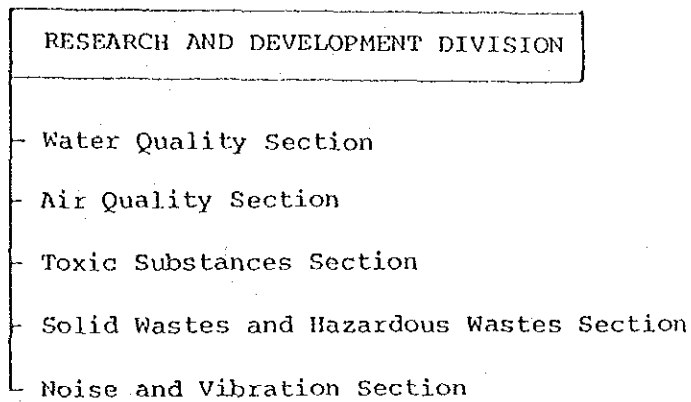 RESEARCH AND DEVELOPMENT DIVISION
Water Quality Section
Air Quality Section
Toxic Substances Section
Solid Wastes and Hazardous Wastes Section
Noise and Vibration Section